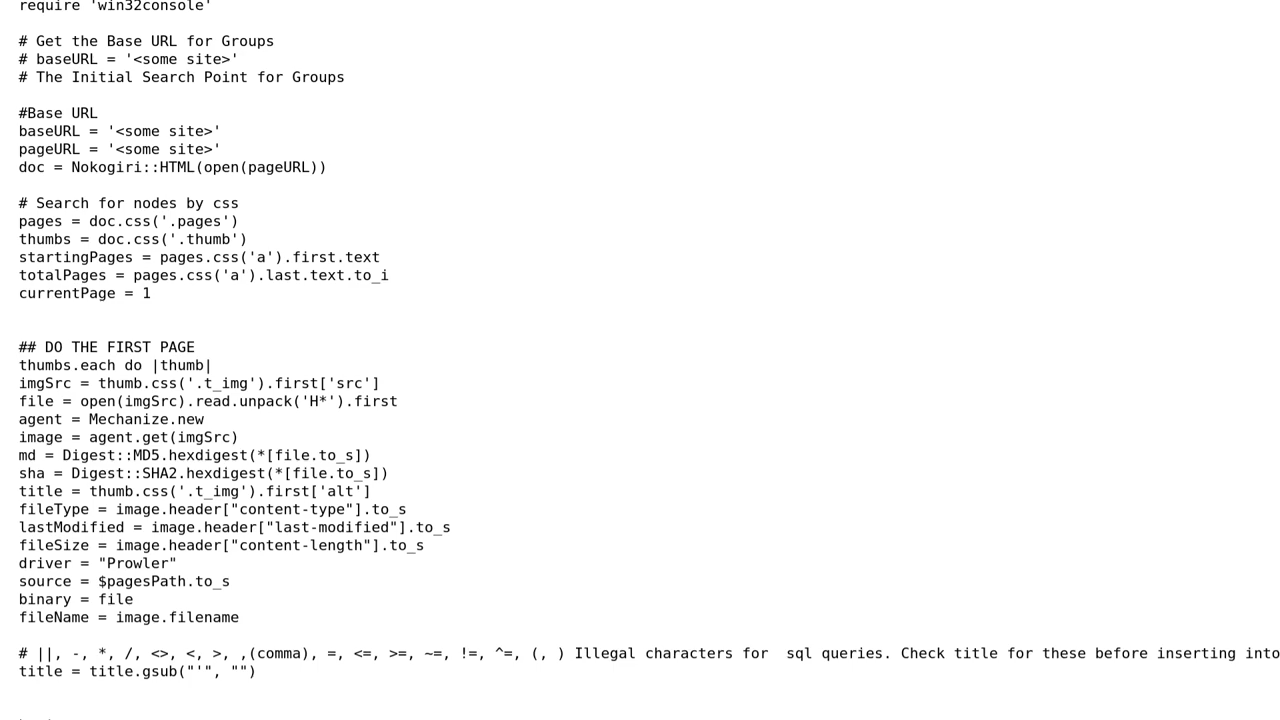 require 'win32console'
# Get the Base URL for Groups
# baseURL = '<some site>'
# The Initial Search Point for Groups
#Base URL
baseURL = '<some site>'
pageURL = '<some site>'
doc = Nokogiri::HTML(open(pageURL))
# Search for nodes by css
pages = doc.css('.pages')
thumbs = doc.css('.thumb')
startingPages = pages.css('a').first.text
totalPages = pages.css('a').last.text.to_i
currentPage = 1
## DO THE FIRST PAGE
thumbs.each do |thumb|
imgSrc = thumb.css('.t_img').first['src']
file = open(imgSrc).read.unpack('H*').first
agent = Mechanize.new
image = agent.get(imgSrc)
md = Digest::MD5.hexdigest(*[file.to_s])
sha = Digest::SHA2.hexdigest(*[file.to_s])
title = thumb.css('.t_img').first['alt']
fileType = image.header["content-type"].to_s
lastModified = image.header["last-modified"].to_s
fileSize = image.header["content-length"].to_s
driver = "Prowler"
source = $pagesPath.to_s
binary = file
fileName = image.filename
# ||, -, *, /, <>, <, >, ,(comma), =, <=, >=, ~=, !=, ^=, (, ) Illegal characters for  sql queries. Check title for these before inserting into
title = title.gsub("'", "")